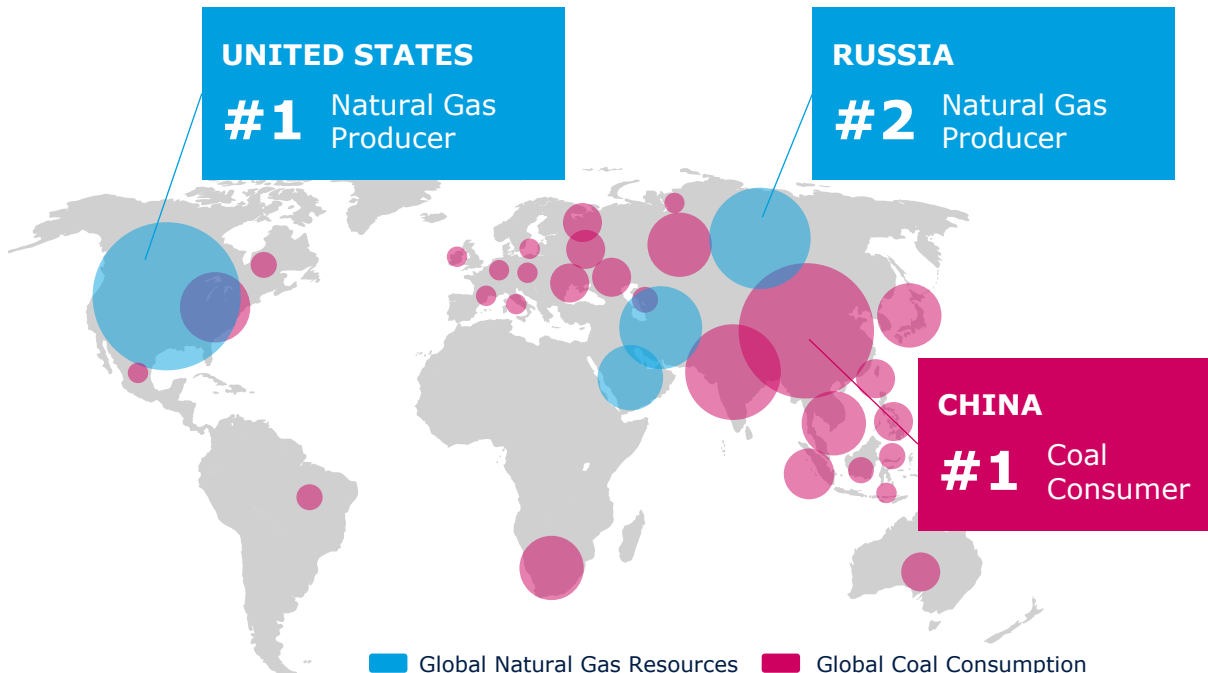 UNITED STATES
#1 Natural Gas
Producer
RUSSIA
#2 Natural Gas
Producer
CHINA
#1 Coal
Consumer
Global Natural Gas Resources
Global Coal Consumption